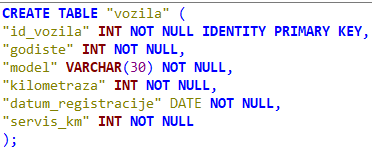 CREATE TABLE "vozila" (
"id_vozila" INT NOT NULL IDENTITY PRIMARY KEY,
"godiste" INT NOT NULL,
"model" VARCHAR(30) NOT NULL,
"kilometraza" INT NOT NULL,
"datum_registracije" DATE NOT NULL,
"servis_km" INT NOT NULL
);